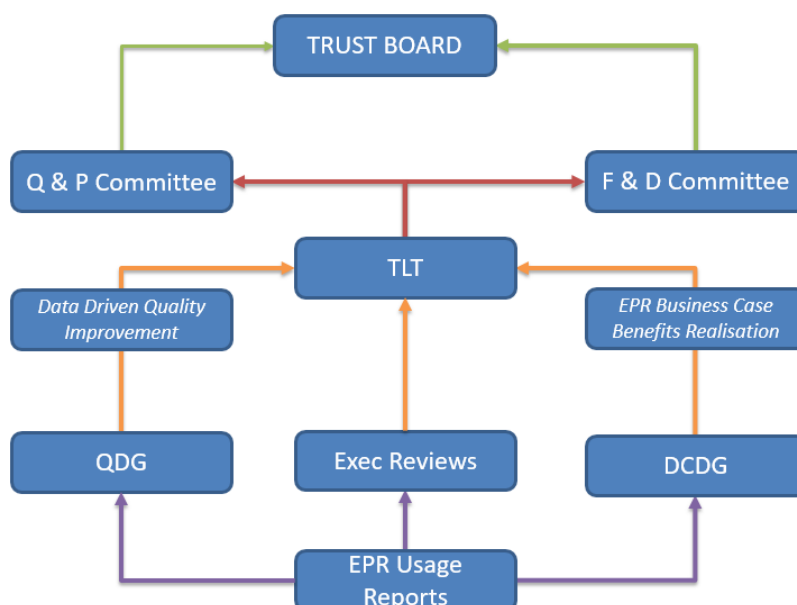 TRUST BOARD
Q & P Committee
F & D Committee
TLT
Data Driven Quality
Improvement
EPR Business Case
Benefits Realisation
QDG
Exec Reviews
DCDG
EPR Usage
Reports